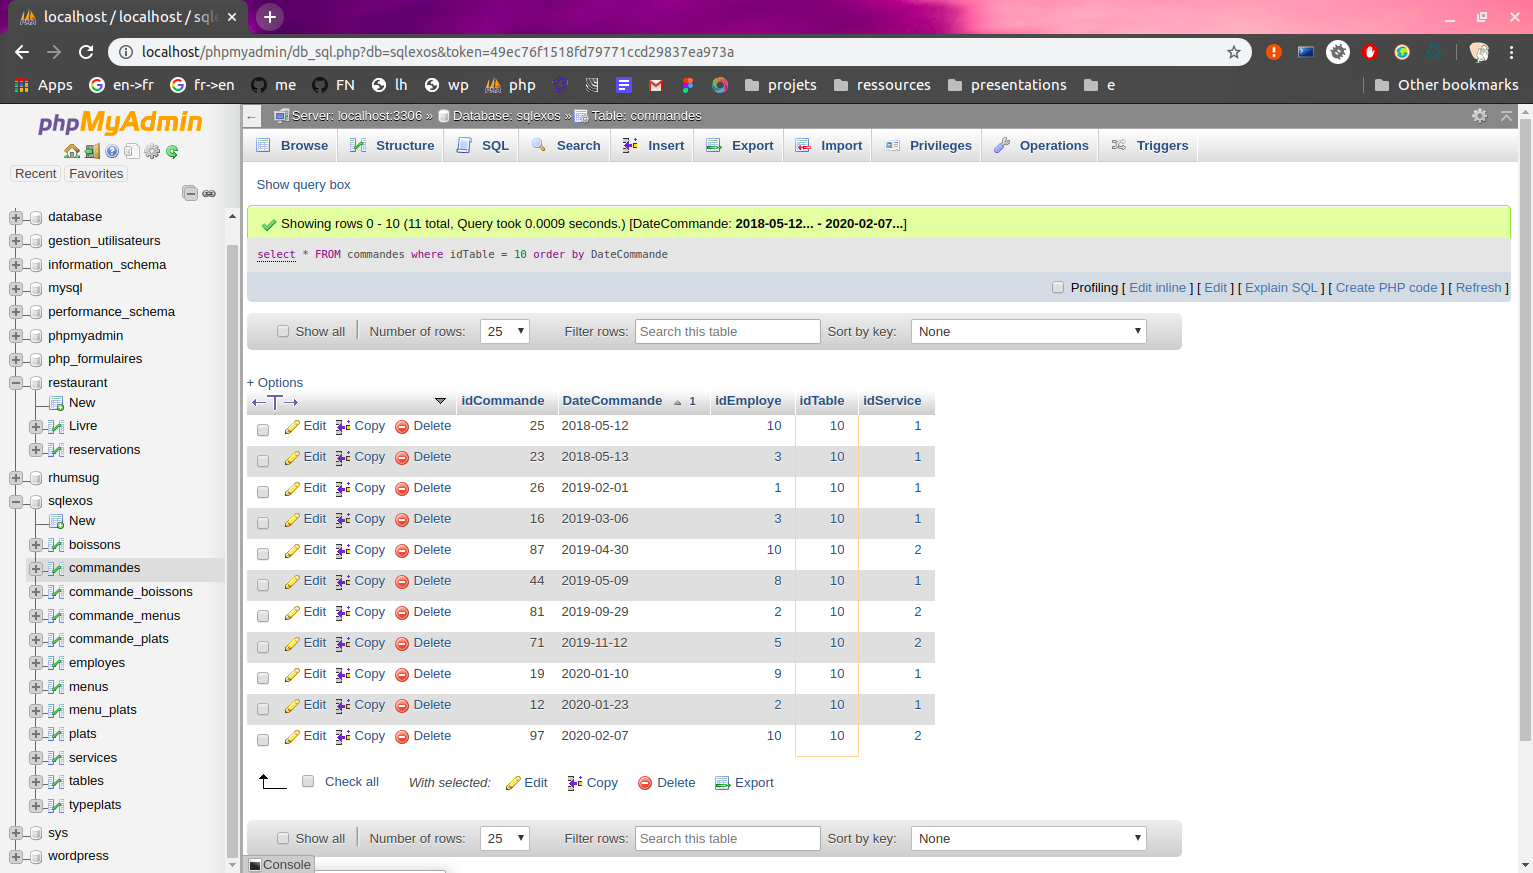 localhost / localhost / sqle
localhost/phpmyadmin/db_sql.php?db=sqlexos&token=49ec76f1518fd79771ccd29837ea973a
Apps en->fr fr->en me FN lh wp php projets ressources presentations e Other bookmarks
phpMyAdmin
Recent Favorites
database
gestion_utilisateurs
information_schema
mysql
performance_schema
phpmyadmin
php_formulaires
restaurant
New
Livre
reservations
rhumsug
sqlexos
New
boissons
commandes
commande_boissons
commande_menus
commande_plats
employes
menus
menu_plats
plats
services
tables
typeplats
sys
wordpress
Server: localhost:3306 » Database: sqlexos » Table: commandes
Browse Structure SQL Search Insert Export Import Privileges Operations Triggers
Show query box
Showing rows 0 - 10 (11 total, Query took 0.0009 seconds.) [DateCommande: 2018-05-12... - 2020-02-07...]
select * FROM commandes where idTable = 10 order by DateCommande
Profiling [ Edit inline ] [ Edit ] [ Explain SQL ] [ Create PHP code ] [ Refresh ]
Show all Number of rows: 25 Filter rows: Search this table Sort by key: None
+ Options
idCommande DateCommande 1 idEmploye idTable idService
Edit Copy Delete 25 2018-05-12 10 10 1
Edit Copy Delete 23 2018-05-13 3 10 1
Edit Copy Delete 26 2019-02-01 1 10 1
Edit Copy Delete 16 2019-03-06 3 10 1
Edit Copy Delete 87 2019-04-30 10 10 2
Edit Copy Delete 44 2019-05-09 8 10 1
Edit Copy Delete 81 2019-09-29 2 10 2
Edit Copy Delete 71 2019-11-12 5 10 2
Edit Copy Delete 19 2020-01-10 9 10 1
Edit Copy Delete 12 2020-01-23 2 10 1
Edit Copy Delete 97 2020-02-07 10 10 2
Check all With selected: Edit Copy Delete Export
Show all Number of rows: 25 Filter rows: Search this table Sort by key: None
Console